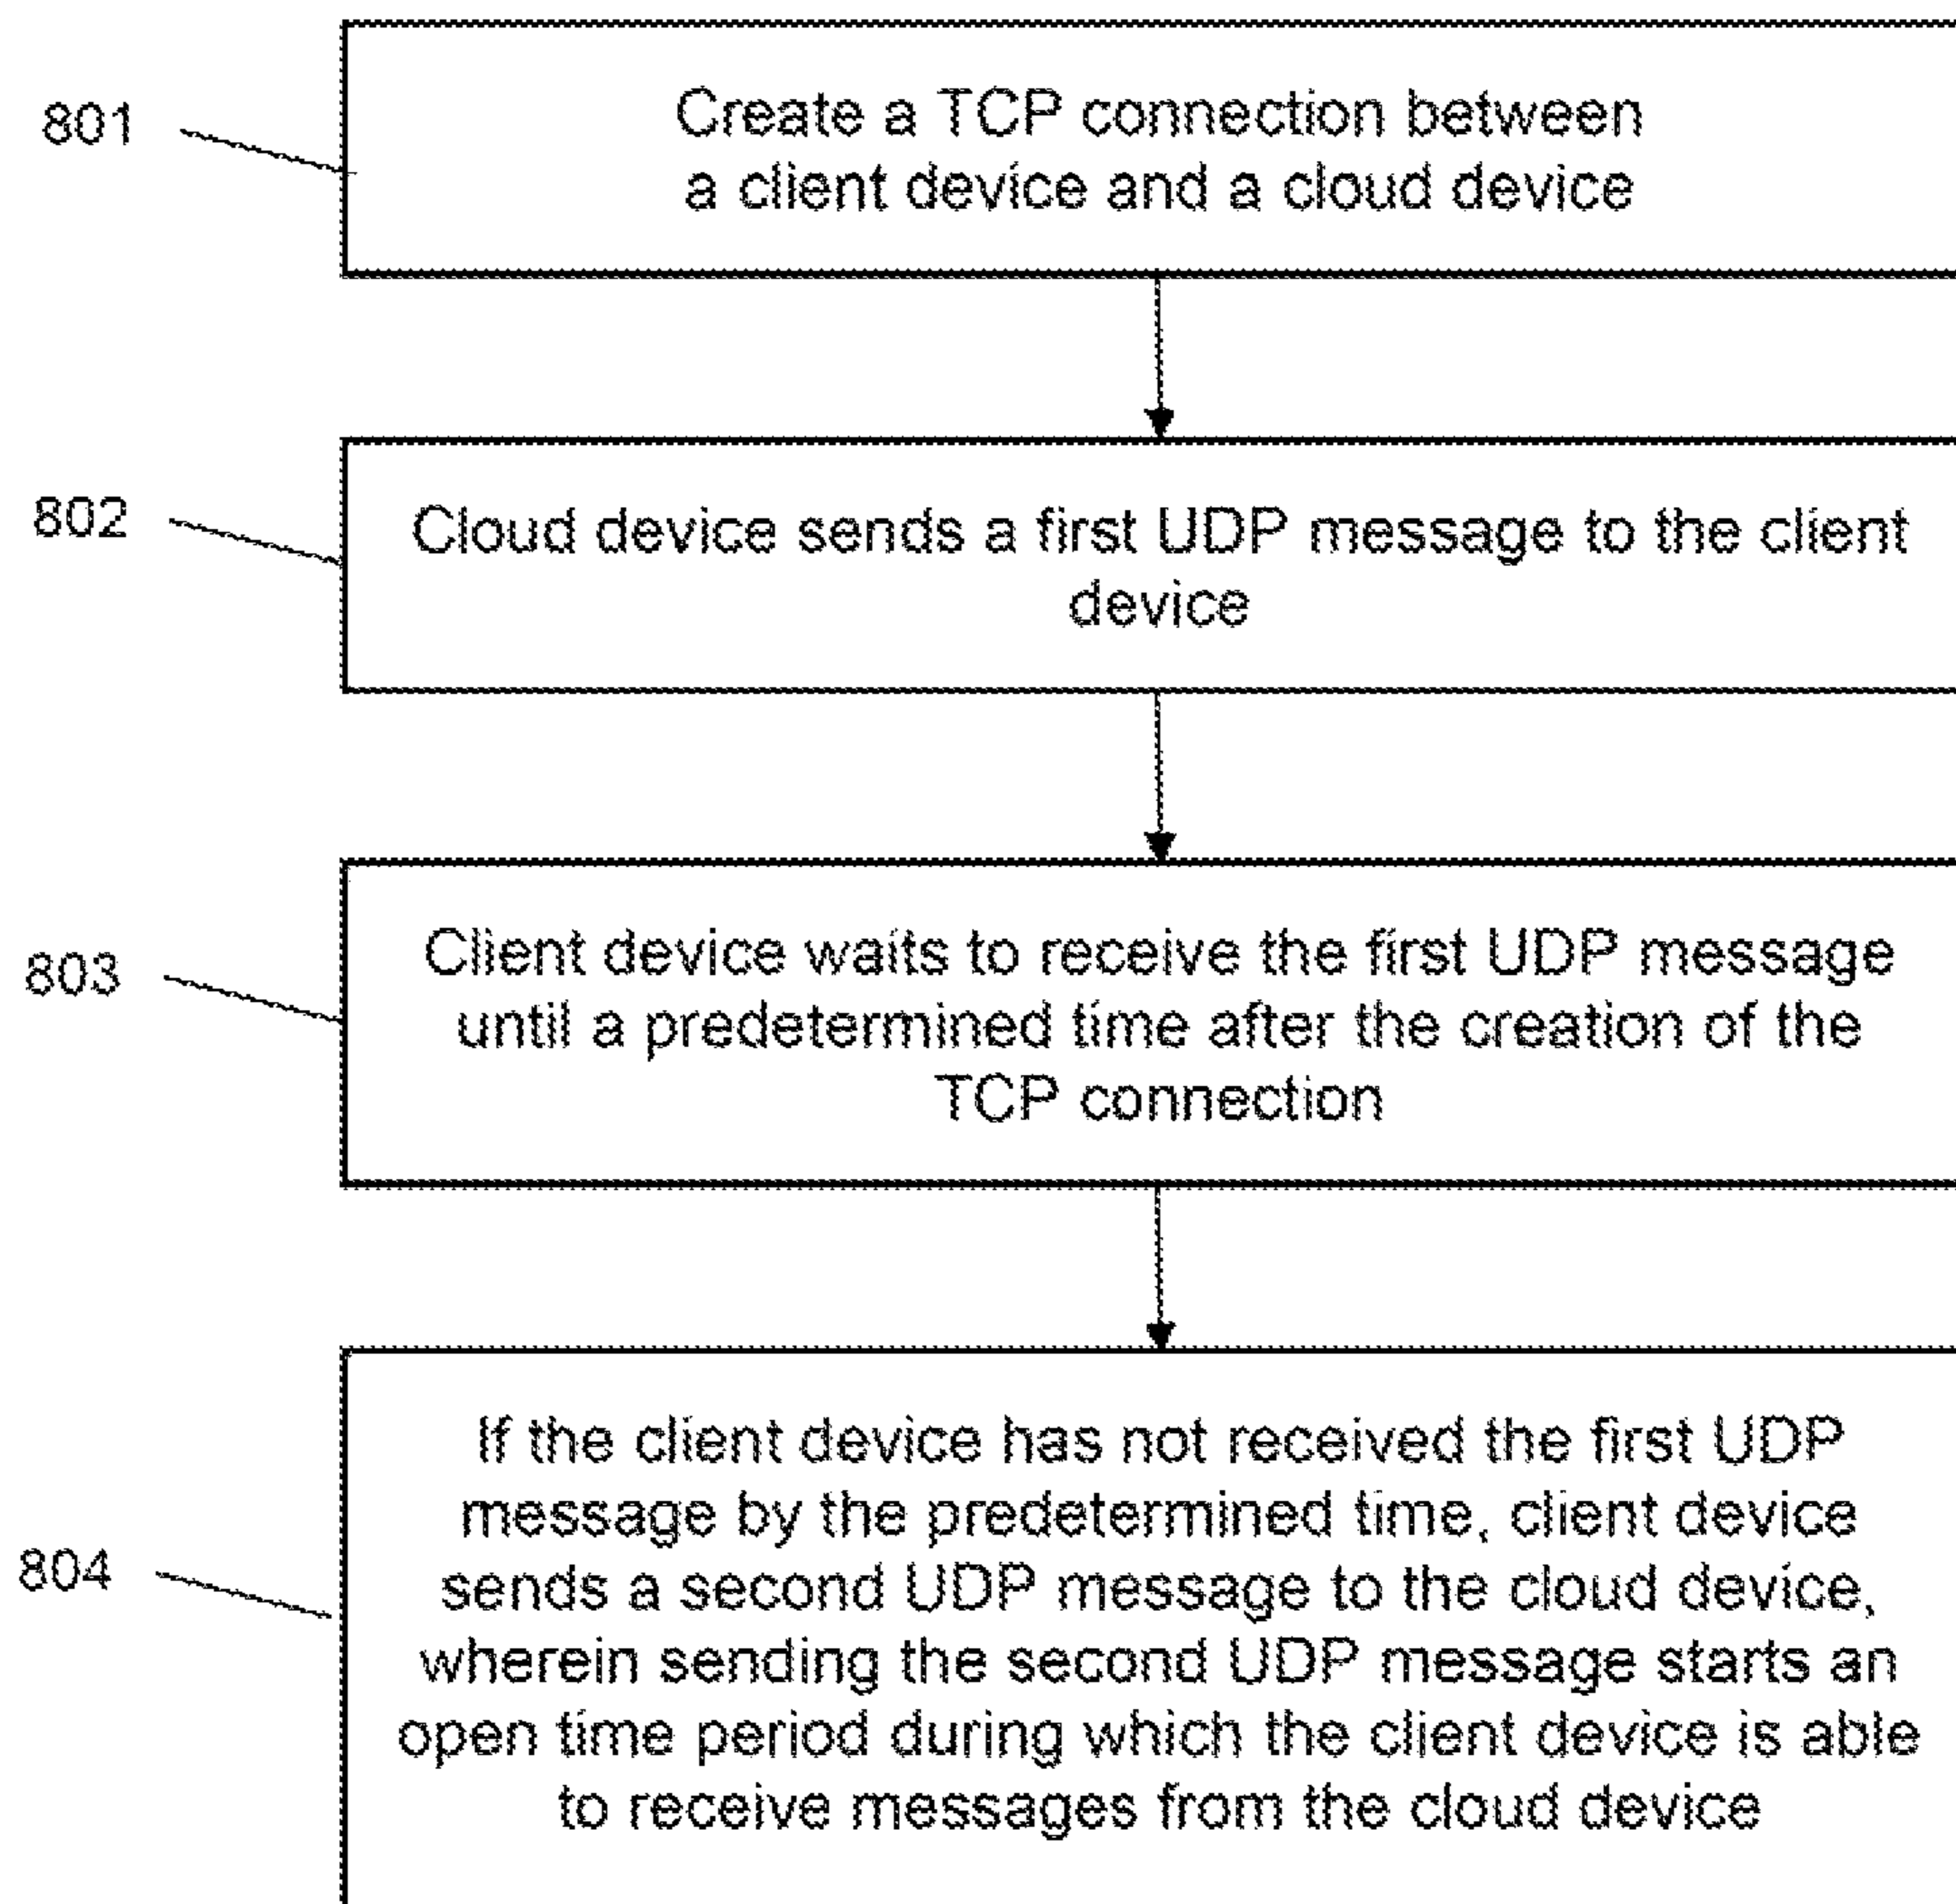 801
Create a TCP connection between
a client device and a cloud device
802
Cloud device sends a first UDP message to the client
device
803
Client device waits to receive the first UDP message
until a predetermined time after the creation of the
TCP connection
804
If the client device has not received the first UDP
message by the predetermined time, client device
sends a second UDP message to the cloud device,
wherein sending the second UDP message starts an
open time period during which the client device is able
to receive messages from the cloud device